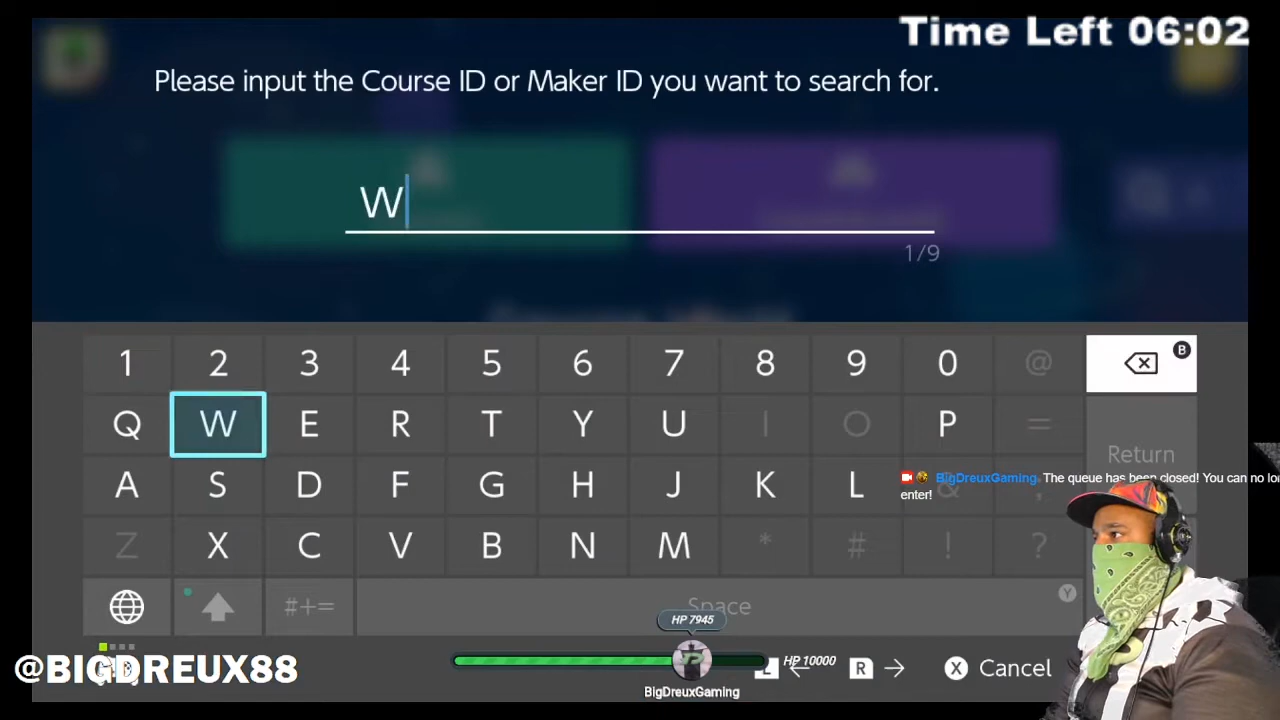 Time Left 06:02
Please input the Course ID or Maker ID you want to search for.
W
1/9
1 2 3 4 5 6 7 8 9 0 @
B
Q W E R T Y U I O P =
Return
A S D F G H J K L & ;
BigDreuxGaming The queue has been closed! You can no
enter!
Z X C V B N M * # ! ?
#+= Space Y
HP 7945
@BIGDREUX88
HP 10000
L R X Cancel
BigDreuxGaming